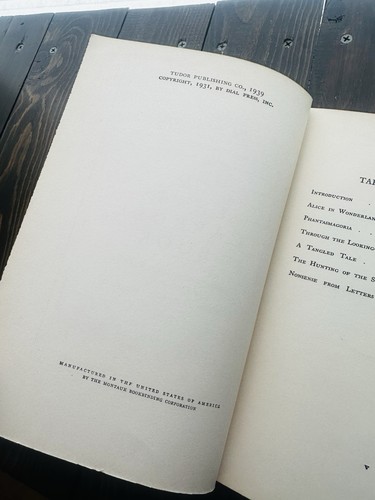 TUDOR PUBLISHING CO., 1939
COPYRIGHT, 1931, BY DIAL PRESS, INC.
MANUFACTURED IN THE UNITED STATES OF AMERICA
BY THE MONTAUK BOOKBINDING CORPORATION
TA
INTRODUCTION .
ALICE IN WONDERLAN
PHANTASMAGORIA . .
THROUGH THE LOOKING
A TANGLED TALE .
THE HUNTING OF THE S
NONSENSE FROM LETTERS
V